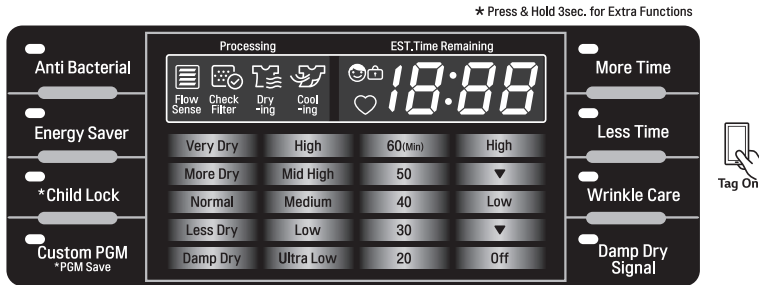 * Press & Hold 3sec. for Extra Functions
Processing EST.Time Remaining
Anti Bacterial
Energy Saver
*Child Lock
Custom PGM
*PGM Save
Flow Sense
Check Filter
Dry -ing
Cool -ing
18:88
Very Dry High 60(Min) High
More Dry Mid High 50 ▼
Normal Medium 40 Low
Less Dry Low 30 ▼
Damp Dry Ultra Low 20 Off
More Time
Less Time
Wrinkle Care
Damp Dry
Signal
Tag On